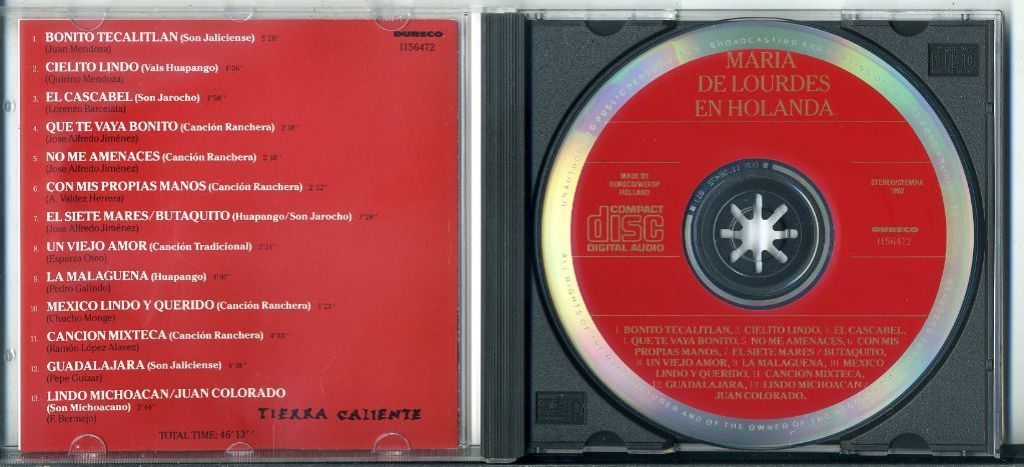 DURECO
1156472
1. BONITO TECALITLAN (Son Jaliciense) 3'28''
(Juan Mendoza)
2. CIELITO LINDO (Vals Huapango) 4'06''
(Quirino Mendoza)
3. EL CASCABEL (Son Jarocho) 4'58''
(Lorenzo Barcelata)
4. QUE TE VAYA BONITO (Canción Ranchera) 3'18''
(Jose Alfredo Jiménez)
5. NO ME AMENACES (Canción Ranchera) 2'18''
(Jose Alfredo Jiménez)
6. CON MIS PROPIAS MANOS (Canción Ranchera) 2'52''
(A. Valdez Herrera)
7. EL SIETE MARES/BUTAQUITO (Huapango/Son Jarocho) 3'28''
(Jose Alfredo Jiménez)
8. UN VIEJO AMOR (Canción Tradicional) 3'21''
(Esparza Oteo)
9. LA MALAGUENA (Huapango) 4'01''
(Pedro Galindo)
10. MEXICO LINDO Y QUERIDO (Canción Ranchera) 3'21''
(Chucho Monge)
11. CANCION MIXTECA (Canción Ranchera) 4'03''
(Ramón López Alavez)
12. GUADALAJARA (Son Jaliciense) 4'18''
(Pepe Guizar)
13. LINDO MICHOACAN/JUAN COLORADO
(Son Michoacano) 2'44''
(F. Bermejo)
TIERRA CALIENTE
TOTAL TIME: 46'13''
MARIA
DE LOURDES
EN HOLANDA
MADE BY
DURECO/WEESP
HOLLAND
COMPACT
disc
DIGITAL AUDIO
STEREO/STEMRA
1992
DURECO
1156472
1. BONITO TECALITLAN, 2. CIELITO LINDO, 3. EL CASCABEL,
4. QUE TE VAYA BONITO, 5. NO ME AMENACES, 6. CON MIS
PROPIAS MANOS, 7. EL SIETE MARES / BUTAQUITO,
8. UN VIEJO AMOR, 9. LA MALAGUENA, 10. MEXICO
LINDO Y QUERIDO, 11. CANCION MIXTECA,
12. GUADALAJARA, 13. LINDO MICHOACAN/
JUAN COLORADO.